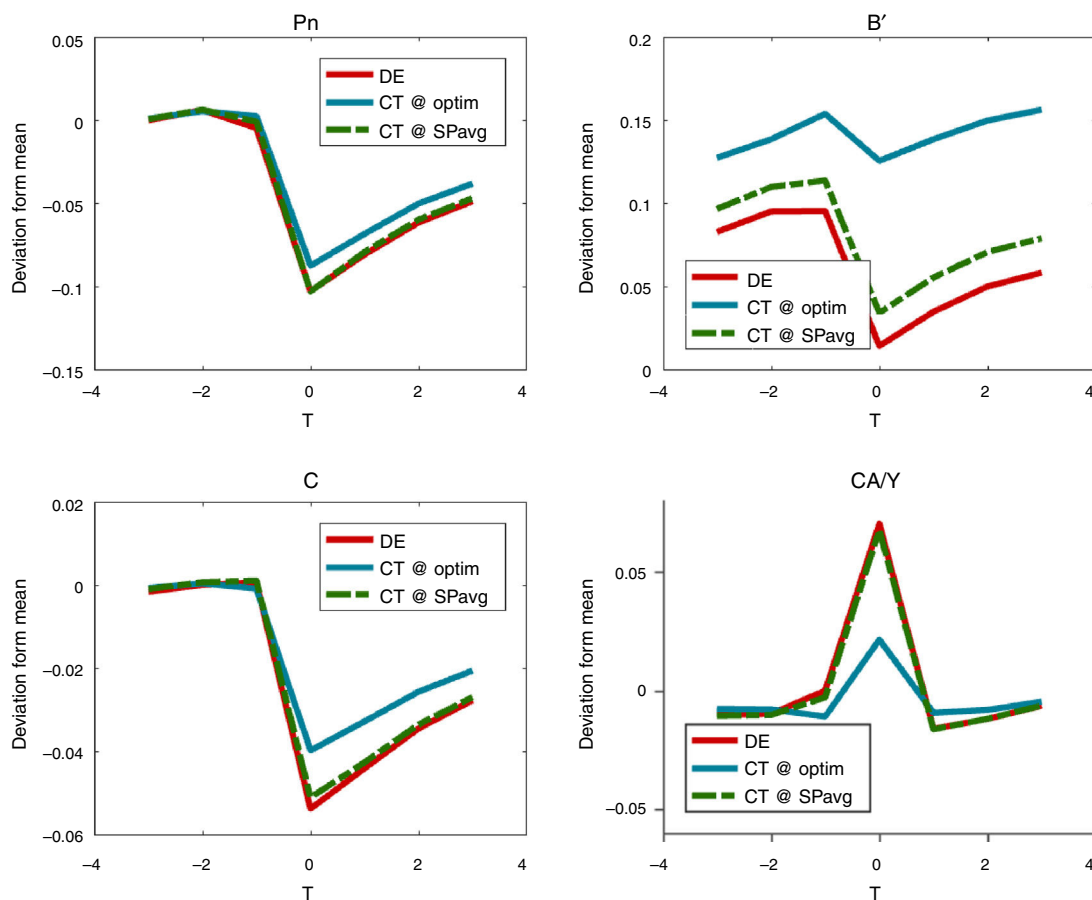 Pn
0.05
0
−0.05
−0.1
−0.15
Deviation form mean
DE
CT @ optim
CT @ SPavg
−4
−2
0
2
4
T
B′
0.2
0.15
0.1
0.05
0
Deviation form mean
DE
CT @ optim
CT @ SPavg
−4
−2
0
2
4
T
C
0.02
0
−0.02
−0.04
−0.06
Deviation form mean
DE
CT @ optim
CT @ SPavg
−4
−2
0
2
4
T
CA/Y
0.05
0
−0.05
Deviation form mean
DE
CT @ optim
CT @ SPavg
−4
−2
0
2
4
T